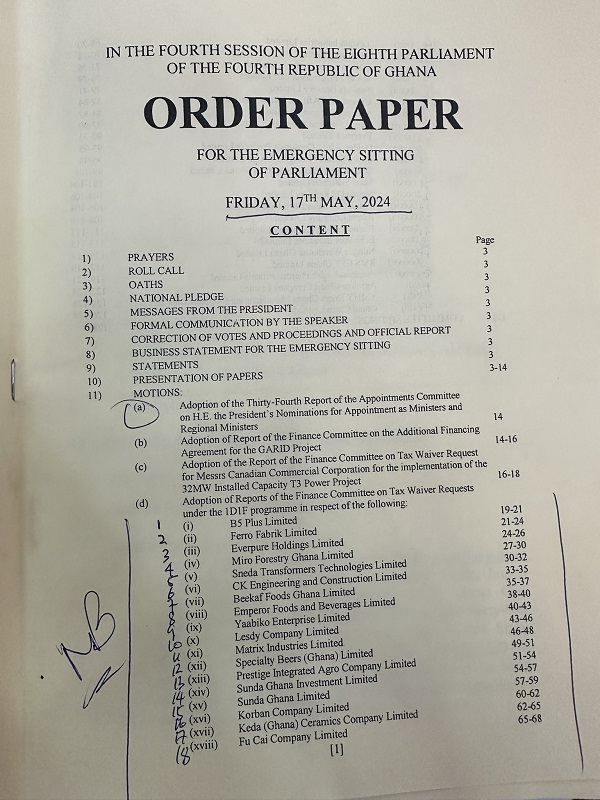 IN THE FOURTH SESSION OF THE EIGHTH PARLIAMENT
OF THE FOURTH REPUBLIC OF GHANA
ORDER PAPER
FOR THE EMERGENCY SITTING
OF PARLIAMENT
FRIDAY, 17TH MAY, 2024
CONTENT
Page
1) PRAYERS 3
2) ROLL CALL 3
3) OATHS 3
4) NATIONAL PLEDGE 3
5) MESSAGES FROM THE PRESIDENT 3
6) FORMAL COMMUNICATION BY THE SPEAKER 3
7) CORRECTION OF VOTES AND PROCEEDINGS AND OFFICIAL REPORT 3
8) BUSINESS STATEMENT FOR THE EMERGENCY SITTING 3
9) STATEMENTS 3
10) PRESENTATION OF PAPERS 3-14
11) MOTIONS:
(a) Adoption of the Thirty-Fourth Report of the Appointments Committee
on H.E. the President's Nominations for Appointment as Ministers and
Regional Ministers 14
(b) Adoption of Report of the Finance Committee on the Additional Financing
Agreement for the GARID Project 14-16
(c) Adoption of the Report of the Finance Committee on Tax Waiver Request
for Messrs Canadian Commercial Corporation for the implementation of the
32MW Installed Capacity T3 Power Project 16-18
(d) Adoption of Reports of the Finance Committee on Tax Waiver Requests
under the 1D1F programme in respect of the following:
1 (i) B5 Plus Limited 19-21
2 (ii) Ferro Fabrik Limited 21-24
3 (iii) Everpure Holdings Limited 24-26
4 (iv) Miro Forestry Ghana Limited 27-30
5 (v) Sneda Transformers Technologies Limited 30-32
6 (vi) CK Engineering and Construction Limited 33-35
7 (vii) Beekaf Foods Ghana Limited 35-37
8 (viii) Emperor Foods and Beverages Limited 38-40
9 (ix) Yaabiko Enterprise Limited 40-43
10 (x) Lesdy Company Limited 43-46
11 (xi) Matrix Industries Limited 46-48
12 (xii) Specialty Beers (Ghana) Limited 49-51
13 (xiii) Prestige Integrated Agro Company Limited 51-54
14 (xiv) Sunda Ghana Investment Limited 54-57
15 (xv) Sunda Ghana Limited 57-59
16 (xvi) Korban Company Limited 60-62
17 (xvii) Keda (Ghana) Ceramics Company Limited 62-65
18 (xviii) Fu Cai Company Limited 65-68
NB
[1]